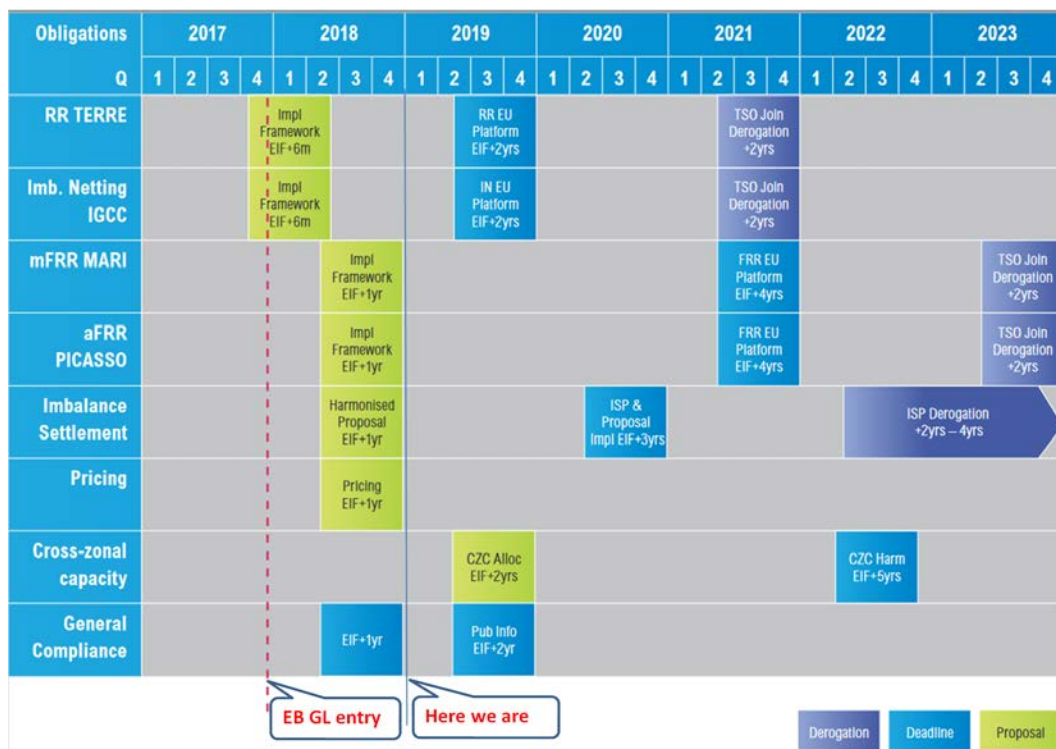 Obligations 2017 2018 2019 2020 2021 2022 2023
Q 1 2 3 4 1 2 3 4 1 2 3 4 1 2 3 4 1 2 3 4 1 2 3 4 1 2 3 4
RR TERRE
Impl
Framework
EIF+6m
RR EU
Platform
EIF+2yrs
TSO Join
Derogation
+2yrs
Imb. Netting
IGCC
Impl
Framework
EIF+6m
IN EU
Platform
EIF+2yrs
TSO Join
Derogation
+2yrs
mFRR MARI
Impl
Framework
EIF+1yr
FRR EU
Platform
EIF+4yrs
TSO Join
Derogation
+2yrs
aFRR
PICASSO
Impl
Framework
EIF+1yr
FRR EU
Platform
EIF+4yrs
TSO Join
Derogation
+2yrs
Imbalance
Settlement
Harmonised
Proposal
EIF+1yr
ISP &
Proposal
Impl EIF+3yrs
ISP Derogation
+2yrs – 4yrs
Pricing
Pricing
EIF+1yr
Cross-zonal
capacity
CZC Alloc
EIF+2yrs
CZC Harm
EIF+5yrs
General
Compliance
EIF+1yr
Pub Info
EIF+2yr
EB GL entry
Here we are
Derogation
Deadline
Proposal